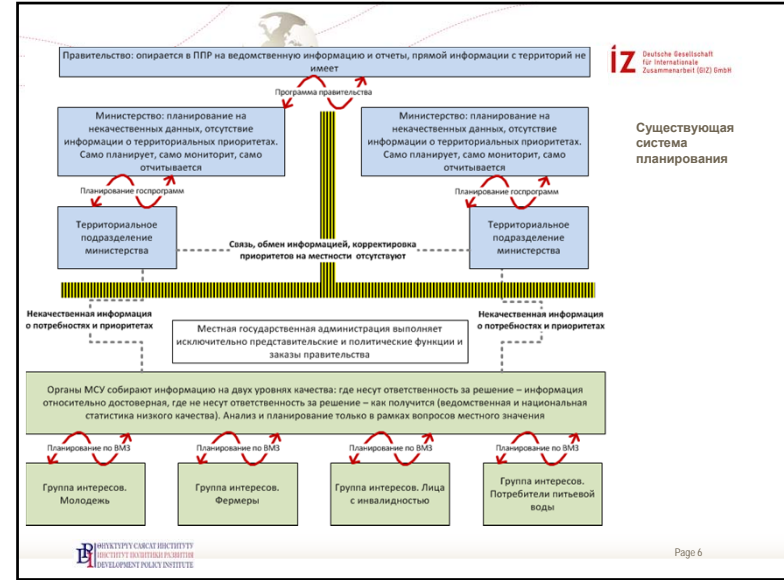 Правительство: опирается в ППР на ведомственную информацию и отчеты, прямой информации с территорий не
имеет
iz
Deutsche Gesellschaft
für Internationale
Zusammenarbeit (GIZ) GmbH
Программа правительства
Существующая
система
планирования
Министерство: планирование на
некачественных данных, отсутствие
информации о территориальных приоритетах.
Само планирует, само мониторит, само
отчитывается
Министерство: планирование на
некачественных данных, отсутствие
информации о территориальных приоритетах.
Само планирует, само мониторит, само
отчитывается
Планирование госпрограмм
Планирование госпрограмм
Территориальное
подразделение
министерства
Связь, обмен информацией, корректировка
приоритетов на местности отсутствуют
Территориальное
подразделение
министерства
Некачественная информация
о потребностях и приоритетах
Некачественная информация
о потребностях и приоритетах
Местная государственная администрация выполняет
исключительно представительские и политические функции и
заказы правительства
Органы МСУ собирают информацию на двух уровнях качества: где несут ответственность за решение – информация
относительно достоверная, где не несут ответственность за решение – как получится (ведомственная и национальная
статистика низкого качества). Анализ и планирование только в рамках вопросов местного значения
Планирование по ВМЗ
Планирование по ВМЗ
Планирование по ВМЗ
Планирование по ВМЗ
Группа интересов.
Молодежь
Группа интересов.
Фермеры
Группа интересов. Лица
с инвалидностью
Группа интересов.
Потребители питьевой
воды
ӨНҮКТҮРҮҮ САЯСАТ ИНСТИТУТУ
ИНСТИТУТ ПОЛИТИКИ РАЗВИТИЯ
DEVELOPMENT POLICY INSTITUTE
Page 6